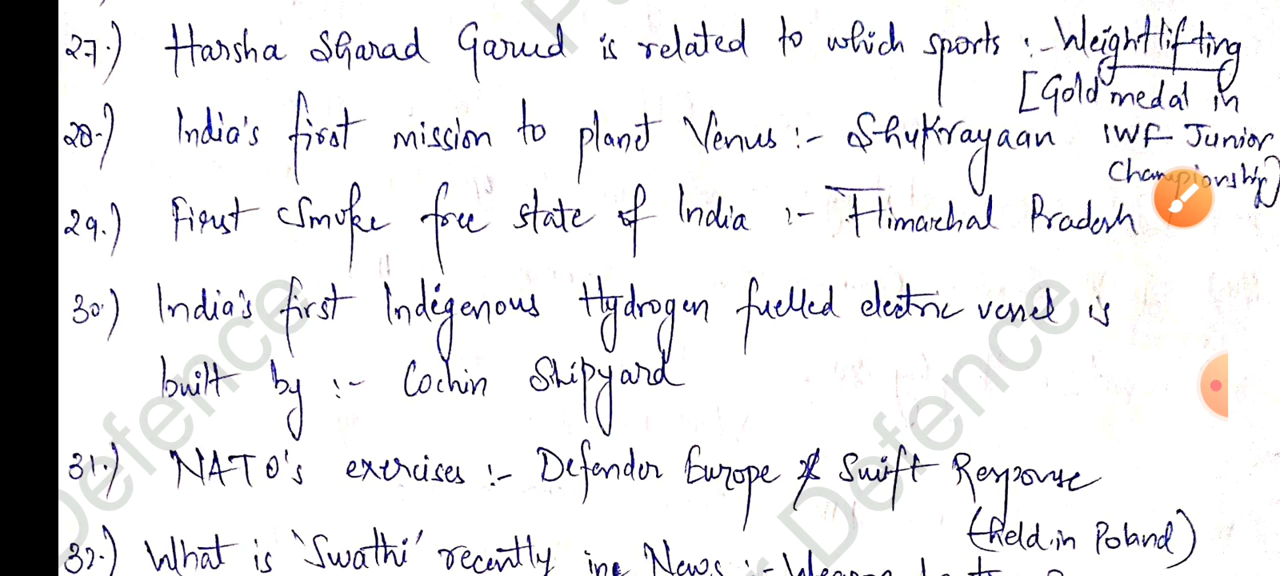 27.) Harsha Sharad Garud is related to which sports :- Weightlifting
[Gold medal in
28.) India's first mission to planet Venus :- Shukrayaan IWF Junior
Championship]
29.) First Smoke free state of India :- Himachal Pradesh
30.) India's first Indigenous Hydrogen fuelled electric vessel is
built by :- Cochin Shipyard
31.) NATO's exercises :- Defender Europe & Swift Response
(held in Poland)
32.) What is 'Swathi' recently in News :-
Defence
Defence